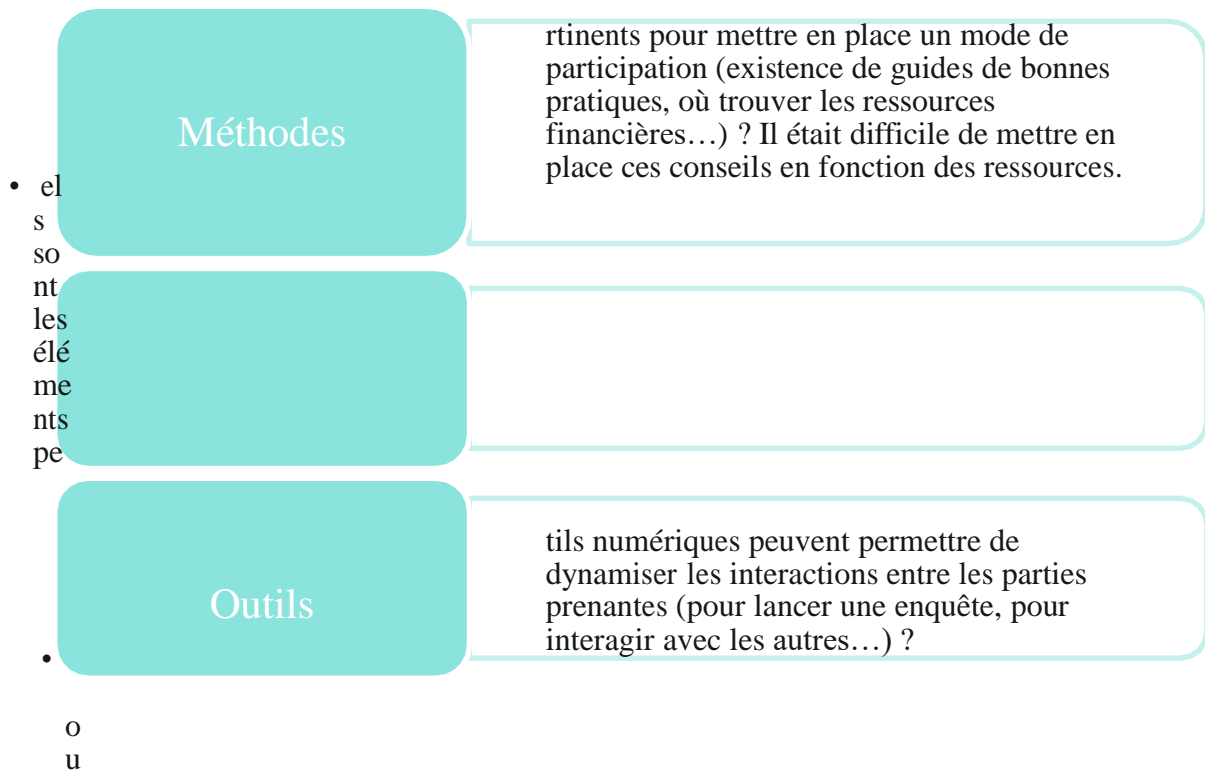 Méthodes
• el
s
so
nt
les
élé
me
nts
pe
rtinents pour mettre en place un mode de
participation (existence de guides de bonnes
pratiques, où trouver les ressources
financières…) ? Il était difficile de mettre en
place ces conseils en fonction des ressources.
Outils
•
o
u
tils numériques peuvent permettre de
dynamiser les interactions entre les parties
prenantes (pour lancer une enquête, pour
interagir avec les autres…) ?